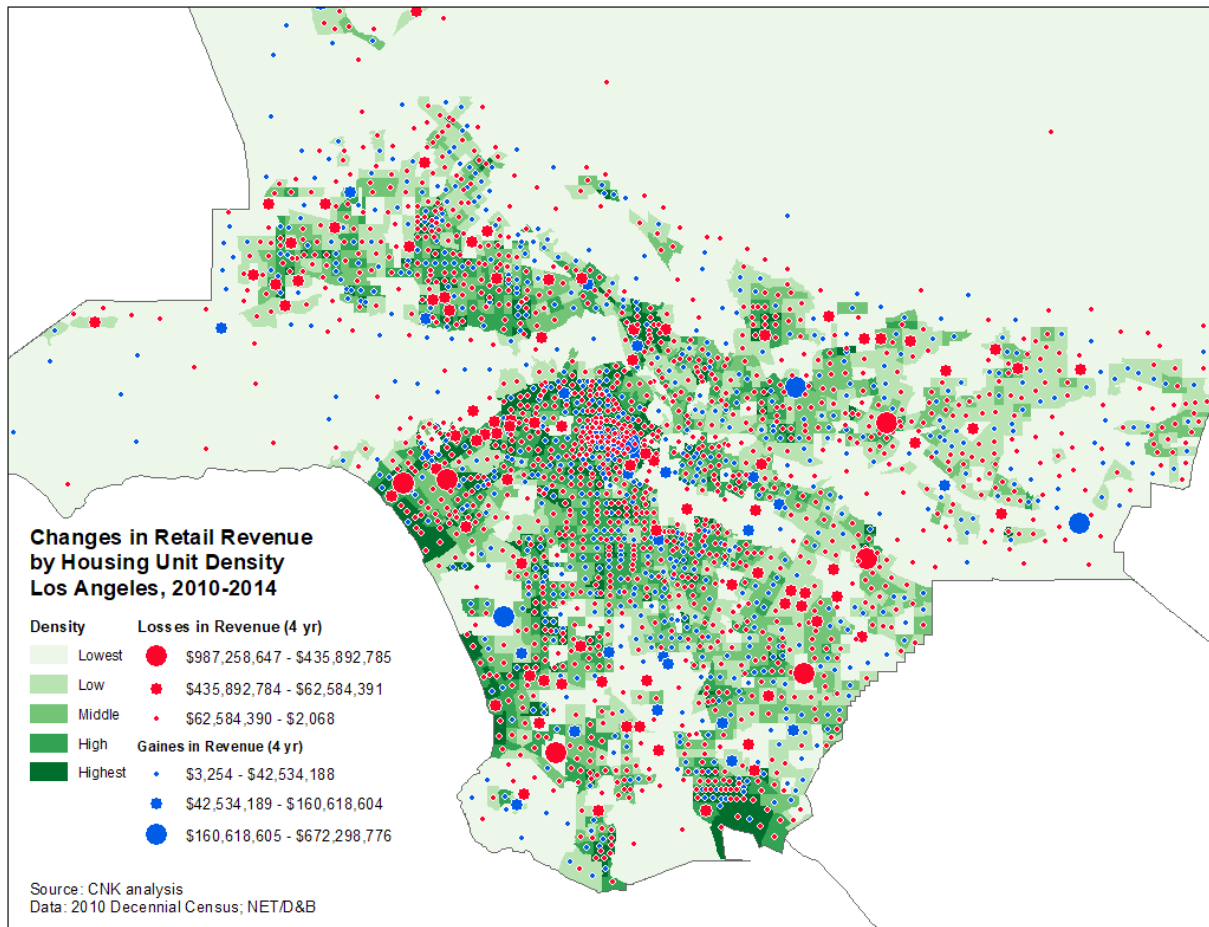 Changes in Retail Revenue
by Housing Unit Density
Los Angeles, 2010-2014
Density
Losses in Revenue (4 yr)
Lowest
$987,258,647 - $435,892,785
Low
$435,892,784 - $62,584,391
Middle
$62,584,390 - $2,068
High
Gaines in Revenue (4 yr)
Highest
$3,254 - $42,534,188
$42,534,189 - $160,618,604
$160,618,605 - $672,298,776
Source: CNK analysis
Data: 2010 Decennial Census; NET/D&B